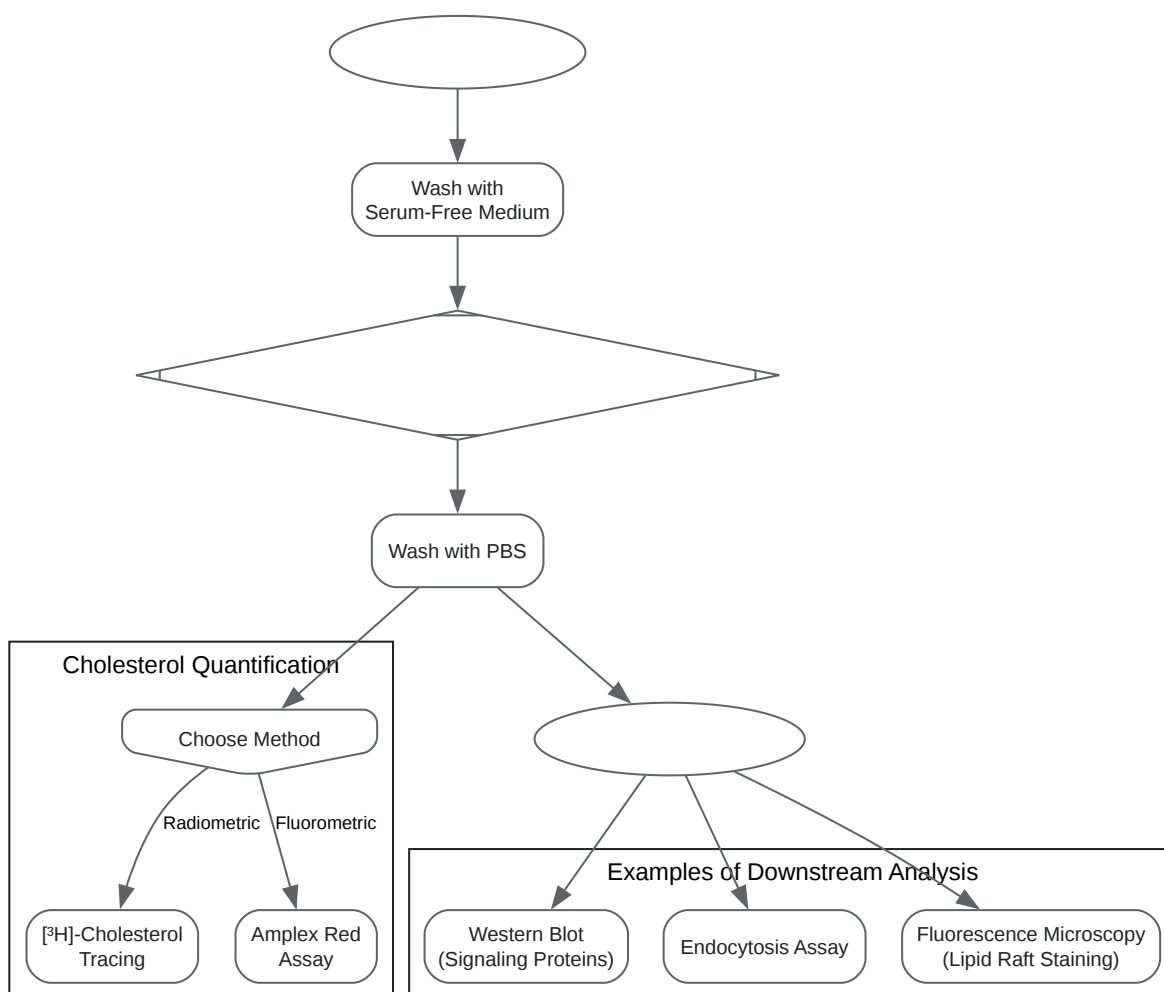 Wash with
Serum-Free Medium
Wash with PBS
Cholesterol Quantification
Choose Method
Radiometric
Fluorometric
[³H]-Cholesterol
Tracing
Amplex Red
Assay
Examples of Downstream Analysis
Western Blot
(Signaling Proteins)
Endocytosis Assay
Fluorescence Microscopy
(Lipid Raft Staining)